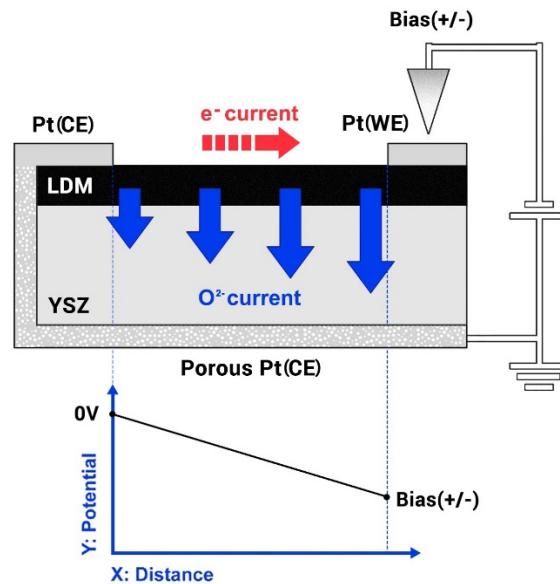 Bias(+/-)
e⁻ current
Pt(CE)
Pt(WE)
LDM
YSZ
O²⁻current
Porous Pt(CE)
0V
Bias(+/-)
Y: Potential
X: Distance